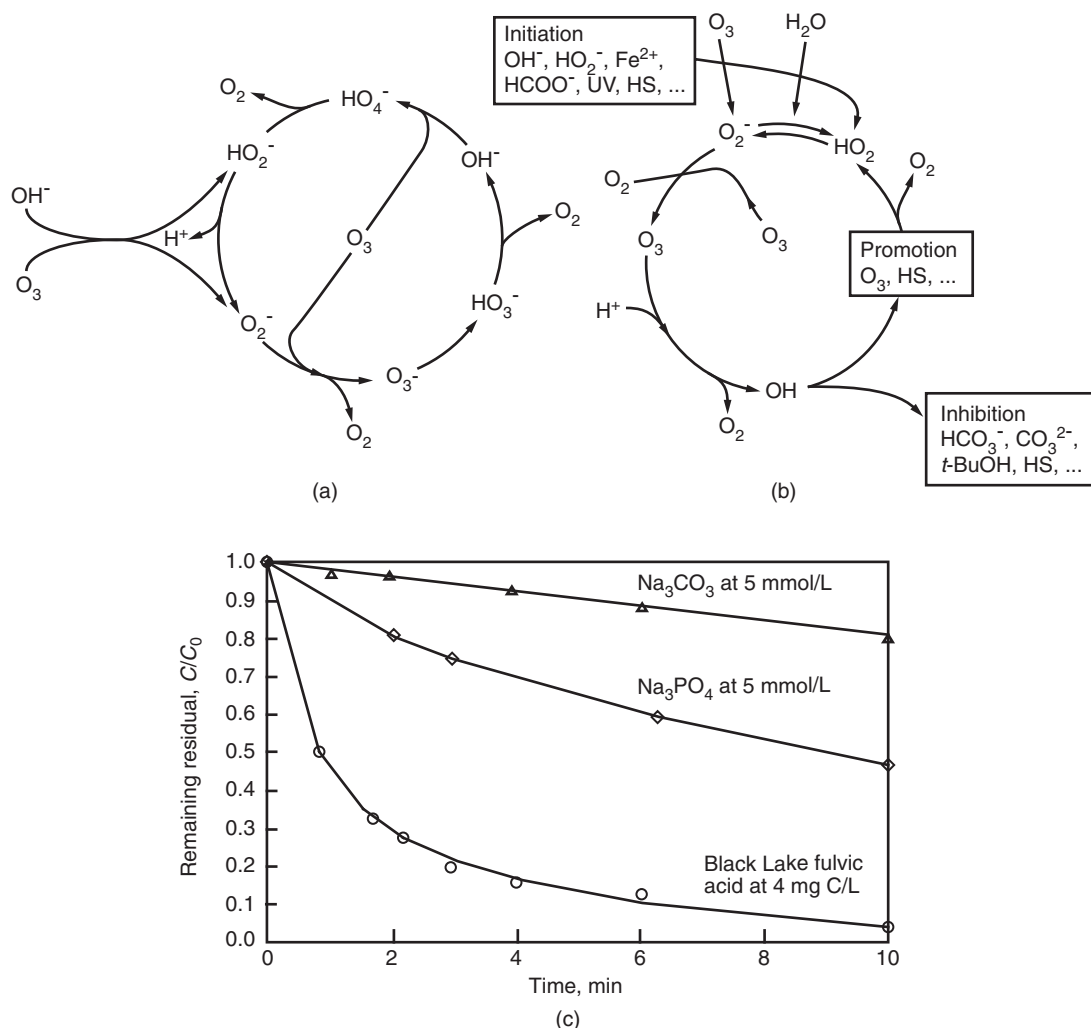 O₂
HO₄⁻
HO₂⁻
OH⁻
OH⁻
H⁺
O₃
O₂
O₃
HO₃⁻
O₂⁻
O₃⁻
O₂
(a)
Initiation
OH⁻, HO₂⁻, Fe²⁺,
HCOO⁻, UV, HS, ...
O₃
H₂O
O₂⁻
HO₂
O₂
O₂
O₃
O₃
Promotion
O₃, HS, ...
H⁺
OH
O₂
Inhibition
HCO₃⁻, CO₃²⁻,
t-BuOH, HS, ...
(b)
Remaining residual, C/C₀
1.0
0.9
0.8
0.7
0.6
0.5
0.4
0.3
0.2
0.1
0.0
Na₃CO₃ at 5 mmol/L
Na₃PO₄ at 5 mmol/L
Black Lake fulvic
acid at 4 mg C/L
0 2 4 6 8 10
Time, min
(c)